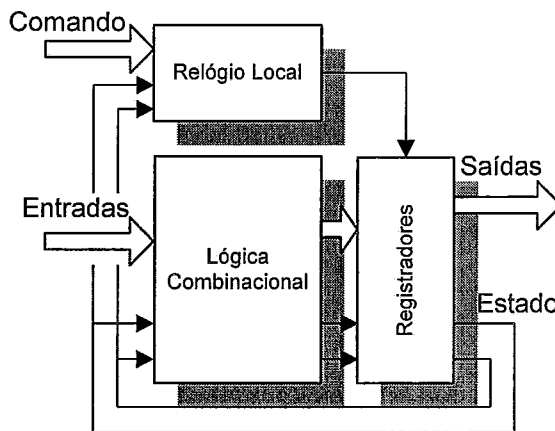 Comando
Relógio Local
Saídas
Entradas
Lógica
Combinacional
Registradores
Estado